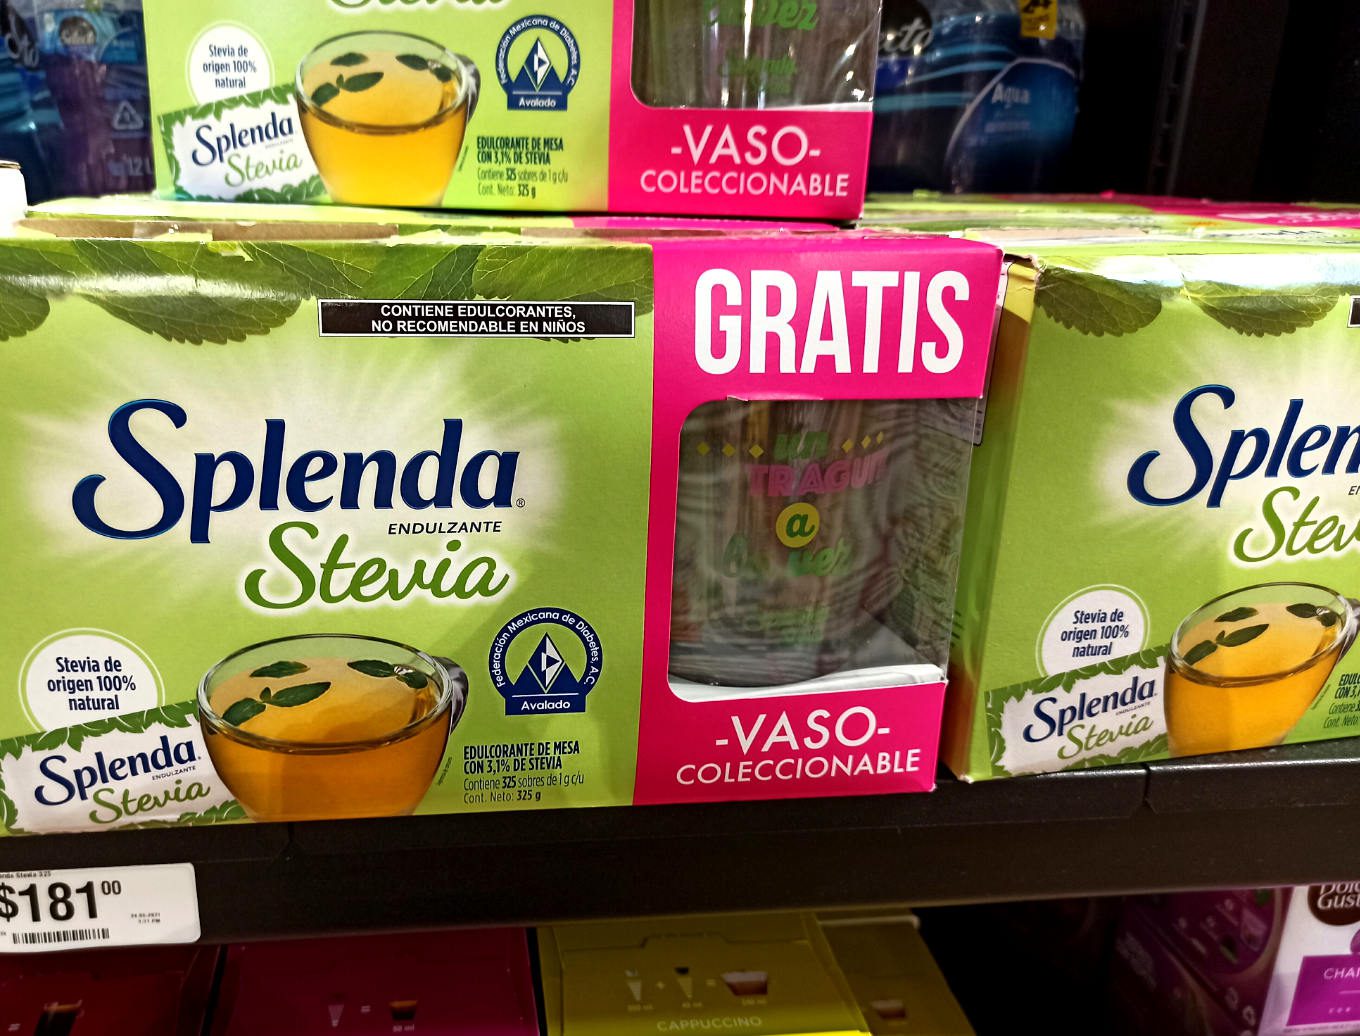 Stevia
Stevia de
origen 100%
natural
Splenda
Stevia
Federación Mexicana de Diabetes, A.C.
Avalado
EDULCORANTE DE MESA
CON 3,1% DE STEVIA
Contiene 325 sobres de 1 g c/u
Cont. Neto: 325 g
-VASO-
COLECCIONABLE
Agua
CONTIENE EDULCORANTES,
NO RECOMENDABLE EN NIÑOS
Splenda®
ENDULZANTE
Stevia
Stevia de
origen 100%
natural
Splenda
ENDULZANTE
Stevia
Federación Mexicana de Diabetes, A.C.
Avalado
EDULCORANTE DE MESA
CON 3,1% DE STEVIA
Contiene 325 sobres de 1 g c/u
Cont. Neto: 325 g
GRATIS
UN
TRAGUI
a
-VASO-
COLECCIONABLE
Splen
Stev
Stevia de
origen 100%
natural
Splenda
Stevia
$181.00
CAPPUCCINO